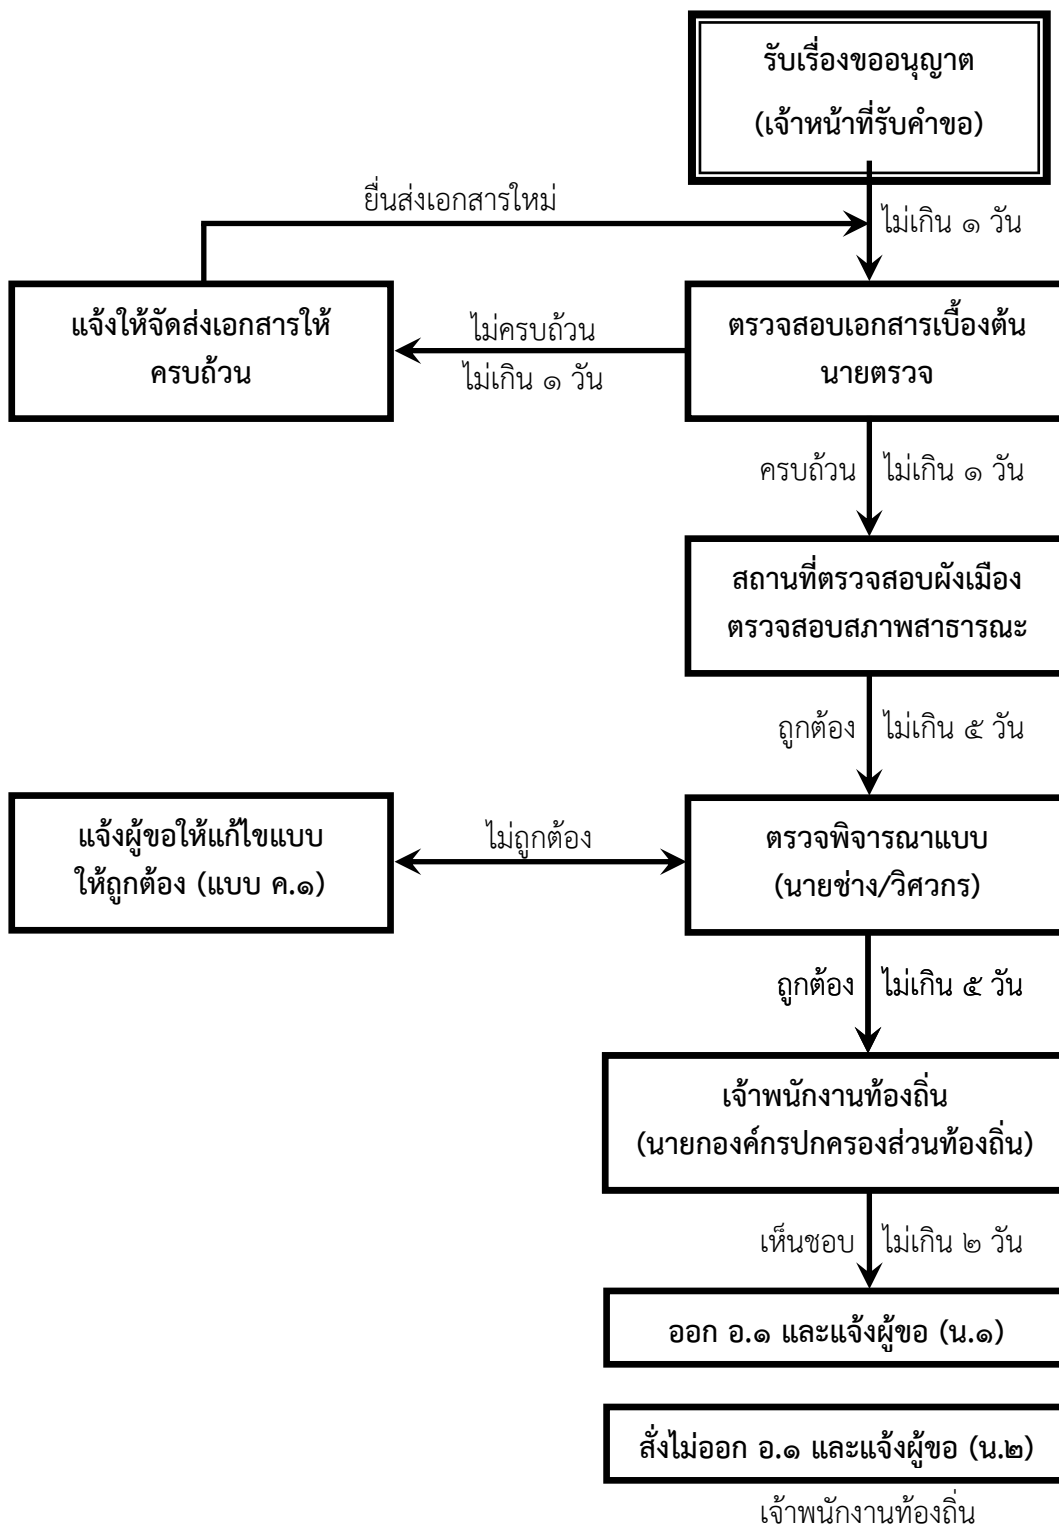 รับเรื่องขออนุญาต
(เจ้าหน้าที่รับคำขอ)
ยื่นส่งเอกสารใหม่
ไม่เกิน ๑ วัน
แจ้งให้จัดส่งเอกสารให้
ครบถ้วน
ไม่ครบถ้วน
ไม่เกิน ๑ วัน
ตรวจสอบเอกสารเบื้องต้น
นายตรวจ
ครบถ้วน ไม่เกิน ๑ วัน
สถานที่ตรวจสอบผังเมือง
ตรวจสอบสภาพสาธารณะ
ถูกต้อง ไม่เกิน ๕ วัน
แจ้งผู้ขอให้แก้ไขแบบ
ให้ถูกต้อง (แบบ ค.๑)
ไม่ถูกต้อง
ตรวจพิจารณาแบบ
(นายช่าง/วิศวกร)
ถูกต้อง ไม่เกิน ๕ วัน
เจ้าพนักงานท้องถิ่น
(นายกองค์กรปกครองส่วนท้องถิ่น)
เห็นชอบ ไม่เกิน ๒ วัน
ออก อ.๑ และแจ้งผู้ขอ (น.๑)
สั่งไม่ออก อ.๑ และแจ้งผู้ขอ (น.๒)
เจ้าพนักงานท้องถิ่น